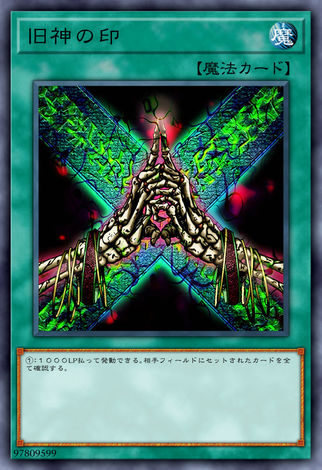 旧神の印
魔
【魔法カード】
①:１０００LP払って発動できる。相手フィールドにセットされたカードを全
て確認する。
97809599